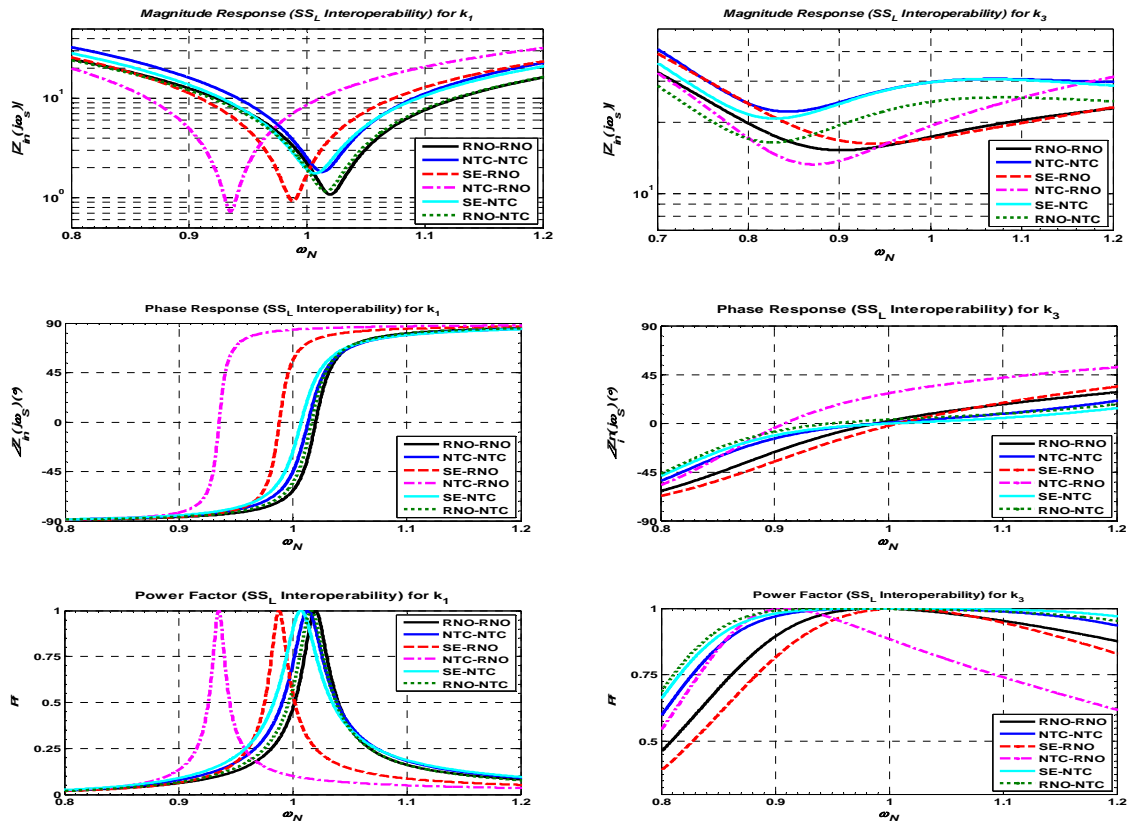 Magnitude Response (SS_L Interoperability) for k_1
|Z_in(jω_s)|
10^1
10^0
0.8 0.9 1 1.1 1.2
ω_N
RNO-RNO
NTC-NTC
SE-RNO
NTC-RNO
SE-NTC
RNO-NTC
Magnitude Response (SS_L Interoperability) for k_3
|Z_in(jω_s)|
10^1
0.7 0.8 0.9 1 1.1 1.2
ω_N
RNO-RNO
NTC-NTC
SE-RNO
NTC-RNO
SE-NTC
RNO-NTC
Phase Response (SS_L Interoperability) for k_1
∠Z_in(jω_S)(°)
90
45
0
-45
-90
0.8 0.9 1 1.1 1.2
ω_N
RNO-RNO
NTC-NTC
SE-RNO
NTC-RNO
SE-NTC
RNO-NTC
Phase Response (SS_L Interoperability) for k_3
90
45
0
-45
-90
0.8 0.9 1 1.1 1.2
ω_N
RNO-RNO
NTC-NTC
SE-RNO
NTC-RNO
SE-NTC
RNO-NTC
Power Factor (SS_L Interoperability) for k_1
1
0.75
0.5
0.25
0
0.8 0.9 1 1.1 1.2
ω_N
RNO-RNO
NTC-NTC
SE-RNO
NTC-RNO
SE-NTC
RNO-NTC
Power Factor (SS_L Interoperability) for k_3
1
0.75
0.5
0.8 0.9 1 1.1 1.2
ω_N
RNO-RNO
NTC-NTC
SE-RNO
NTC-RNO
SE-NTC
RNO-NTC